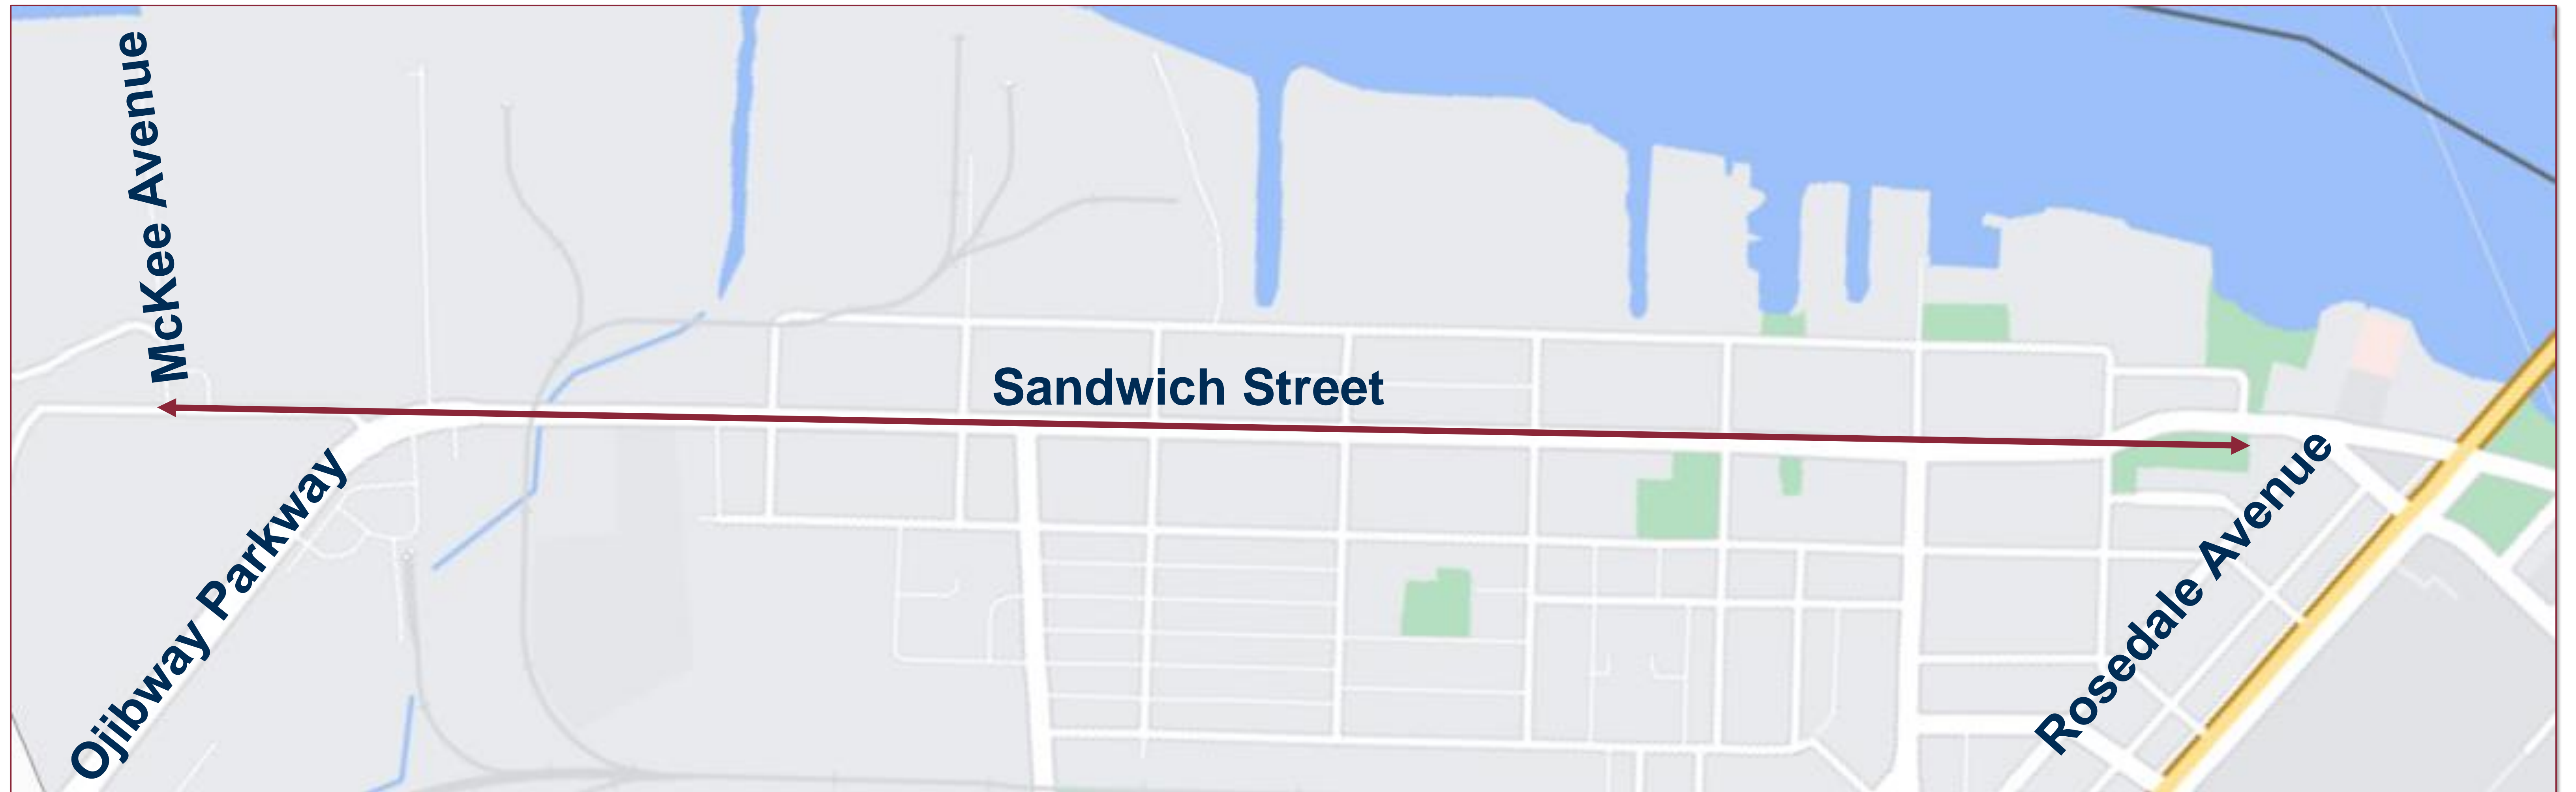 McKee Avenue
Sandwich Street
Ojibway Parkway
Rosedale Avenue